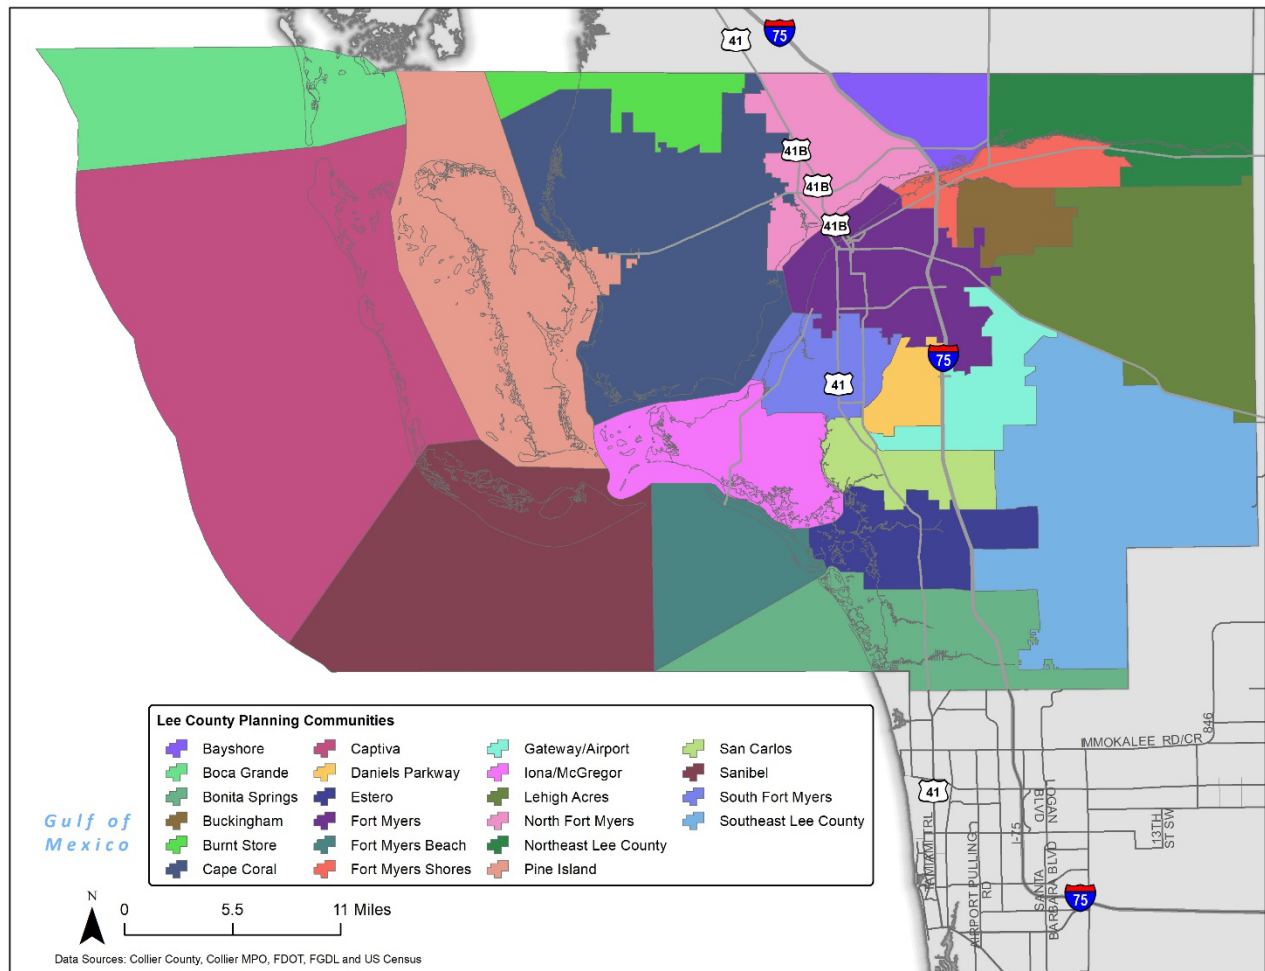 41
75
41B
41B
41B
75
41
Lee County Planning Communities
Bayshore
Boca Grande
Bonita Springs
Buckingham
Burnt Store
Cape Coral
Captiva
Daniels Parkway
Estero
Fort Myers
Fort Myers Beach
Fort Myers Shores
Gateway/Airport
Iona/McGregor
Lehigh Acres
North Fort Myers
Northeast Lee County
Pine Island
San Carlos
Sanibel
South Fort Myers
Southeast Lee County
846
IMMOKALEE RD/CR
41
LOGAN
BLVD
13TH
ST SW
I-75
TAMIAMI TRL
AIRPORT PULLING
RD
SANTA
BARBARA BLVD
75
Gulf of
Mexico
N
0 5.5 11 Miles
Data Sources: Collier County, Collier MPO, FDOT, FGDL and US Census